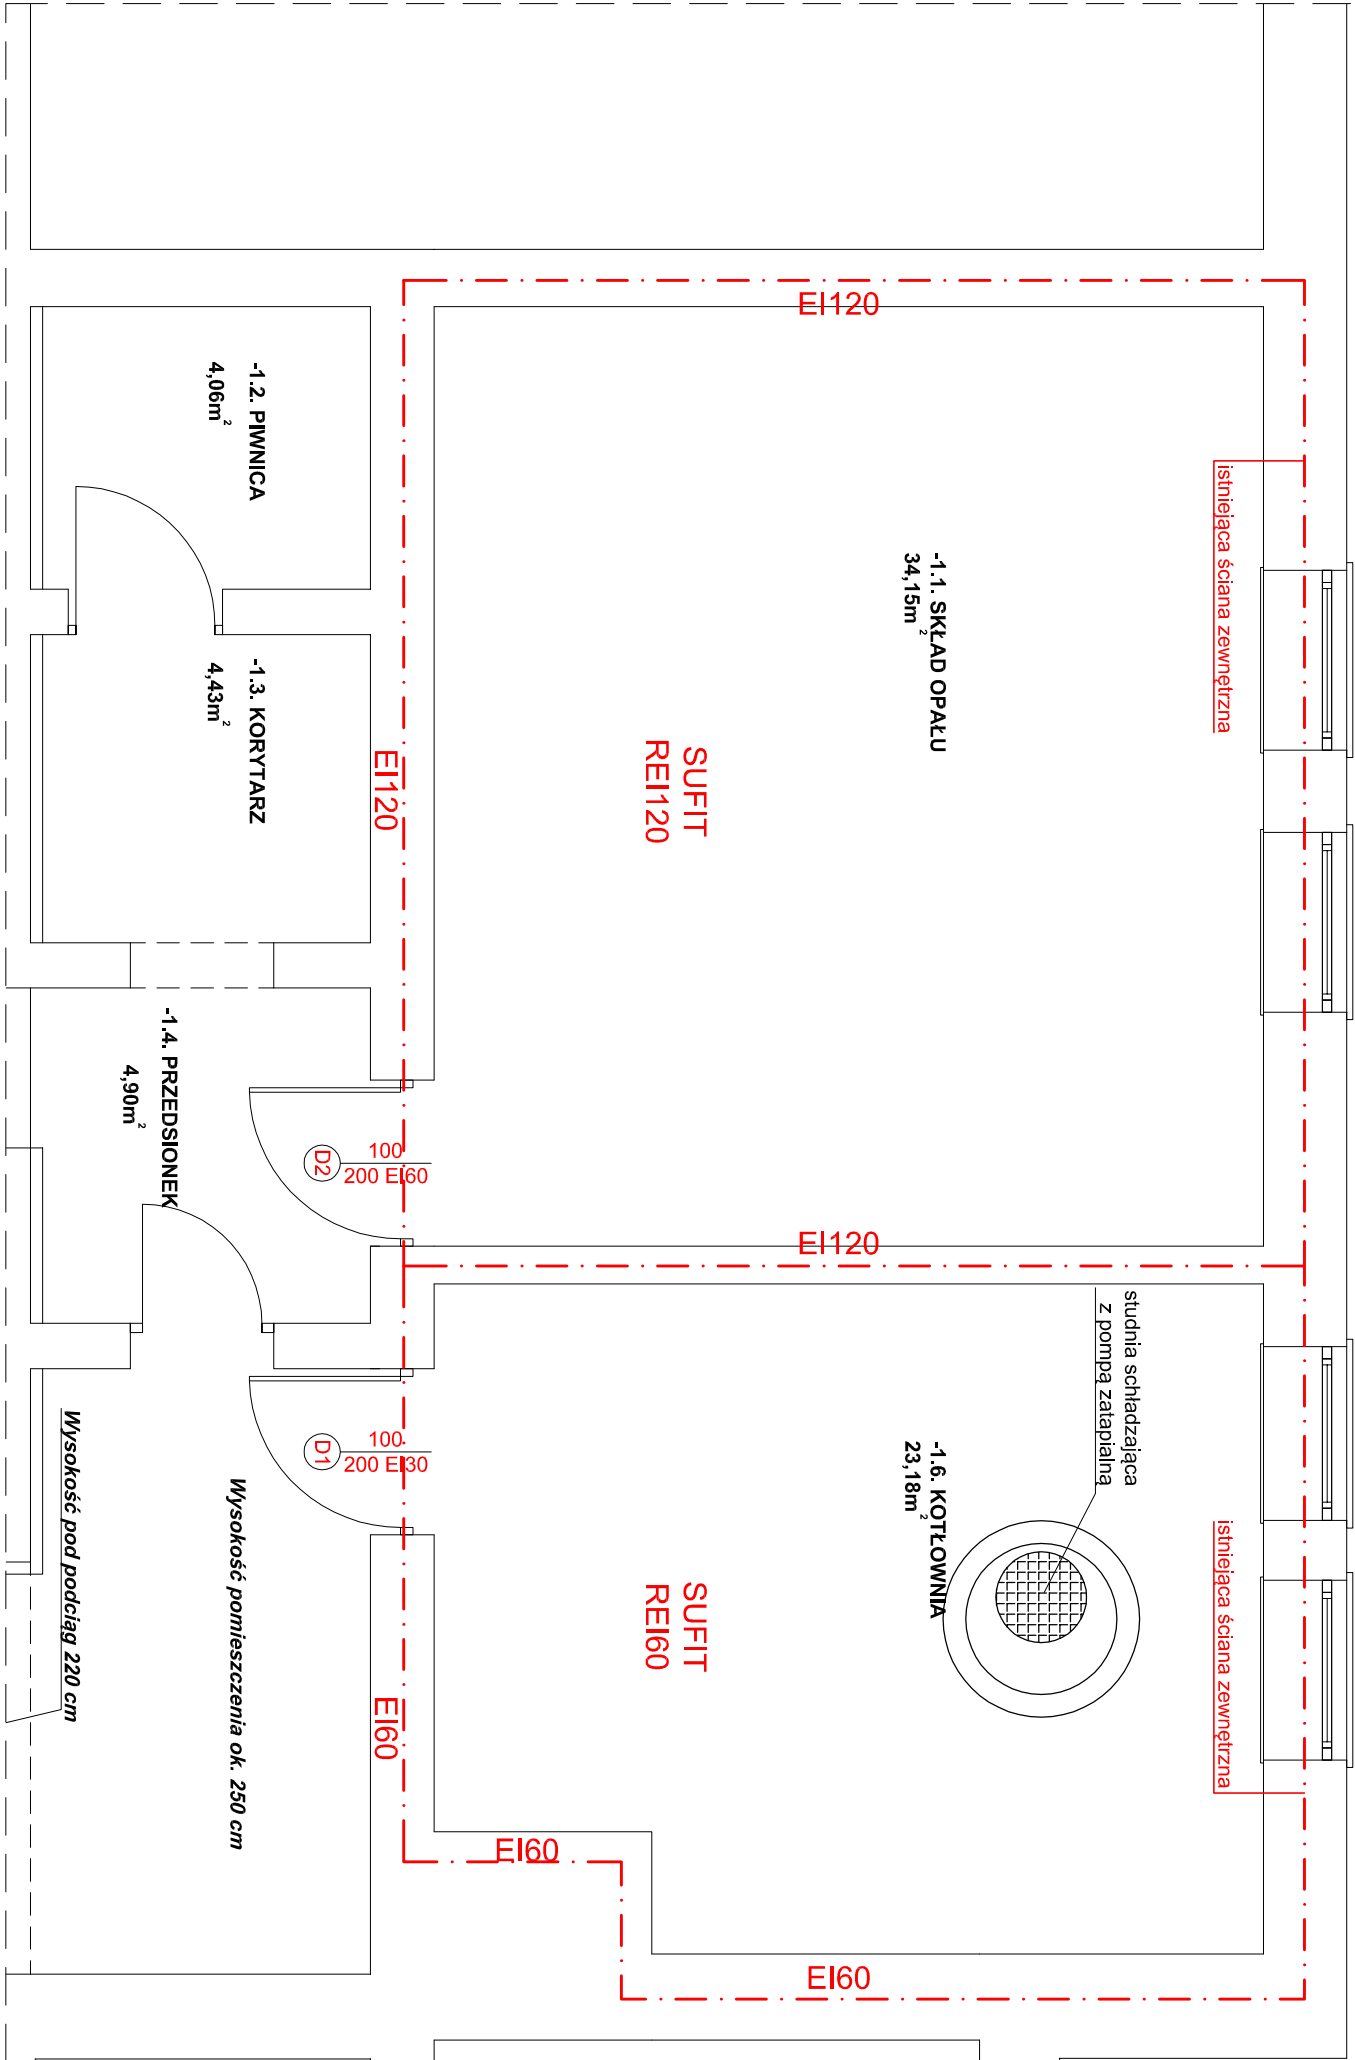 EI120
istniejąca ściana zewnętrzna
-1.2. PIWNICA
4,06m²
-1.1. SKŁAD OPAŁU
34,15m²
-1.3. KORYTARZ
4,43m²
EI120
SUFIT
REI120
-1.4. PRZEDSIONEK
4,90m²
D2
100
200 EI60
EI120
studnia schładzająca
z pompą zatapialną
D1
100
200 EI30
-1.6. KOTŁOWNIA
23,18m²
istniejąca ściana zewnętrzna
SUFIT
REI60
Wysokość pomieszczenia ok. 250 cm
Wysokość pod podciąg 220 cm
EI60
EI60
EI60